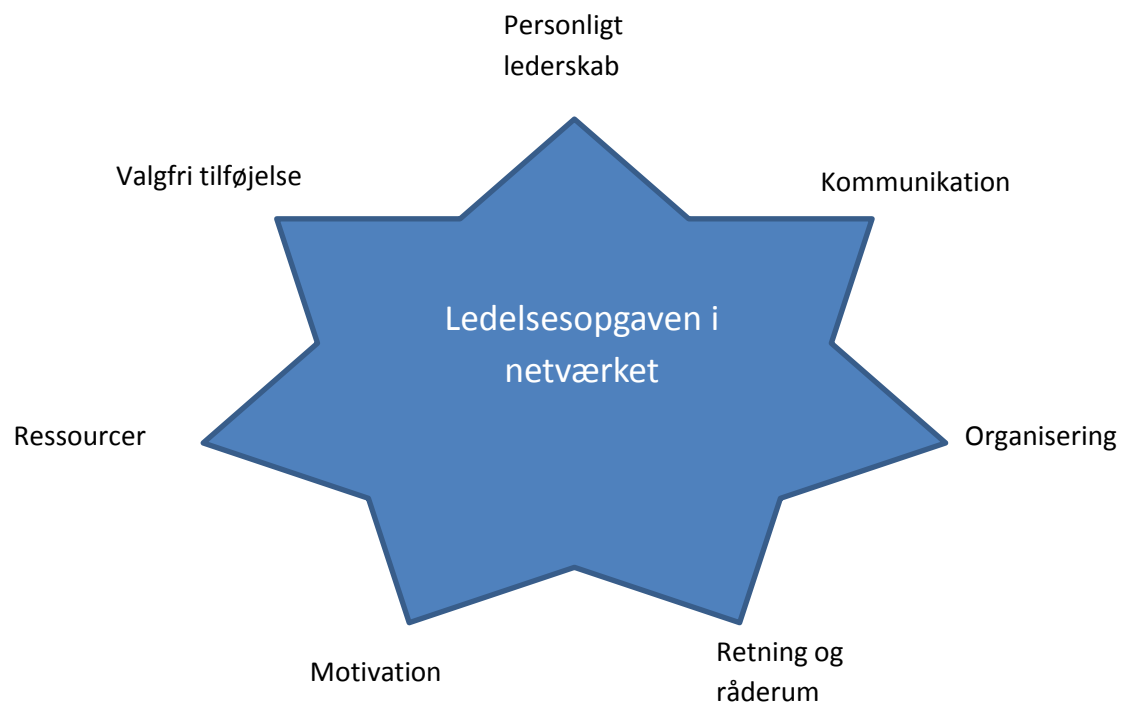 Personligt
lederskab
Valgfri tilføjelse
Kommunikation
Ledelsesopgaven i
netværket
Ressourcer
Organisering
Motivation
Retning og
råderum